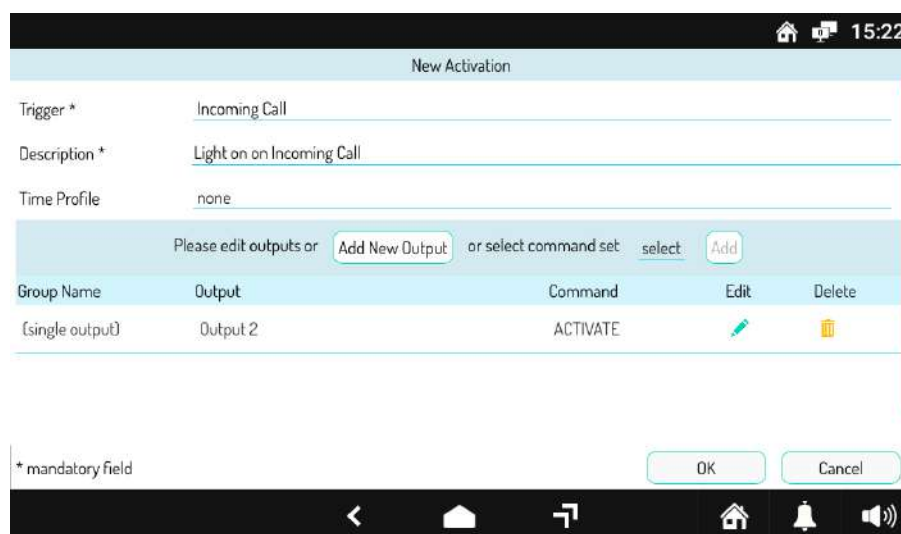 15:22
New Activation
Trigger * Incoming Call
Description * Light on on Incoming Call
Time Profile none
Please edit outputs or Add New Output or select command set select Add
Group Name Output Command Edit Delete
(single output) Output 2 ACTIVATE
* mandatory field OK Cancel